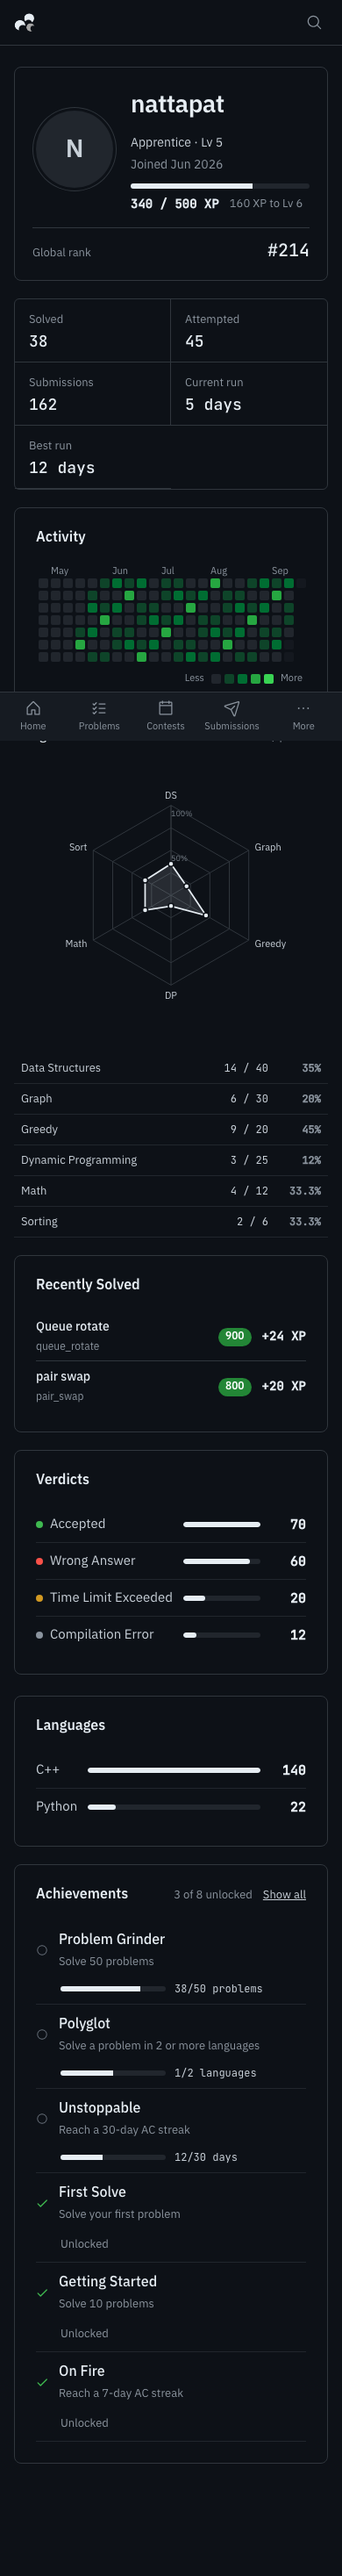 nattapat
N
Apprentice · Lv 5
Joined Jun 2026
340 / 500 XP 160 XP to Lv 6
Global rank #214
Solved Attempted
38 45
Submissions Current run
162 5 days
Best run
12 days
Activity
May Jun Jul Aug Sep
Less More
Home Problems Contests Submissions More
DS
100%
Sort Graph
50%
Math Greedy
DP
Data Structures 14 / 40 35%
Graph 6 / 30 20%
Greedy 9 / 20 45%
Dynamic Programming 3 / 25 12%
Math 4 / 12 33.3%
Sorting 2 / 6 33.3%
Recently Solved
Queue rotate 900 +24 XP
queue_rotate
pair swap 800 +20 XP
pair_swap
Verdicts
Accepted 70
Wrong Answer 60
Time Limit Exceeded 20
Compilation Error 12
Languages
C++ 140
Python 22
Achievements 3 of 8 unlocked Show all
Problem Grinder
Solve 50 problems
38/50 problems
Polyglot
Solve a problem in 2 or more languages
1/2 languages
Unstoppable
Reach a 30-day AC streak
12/30 days
First Solve
Solve your first problem
Unlocked
Getting Started
Solve 10 problems
Unlocked
On Fire
Reach a 7-day AC streak
Unlocked